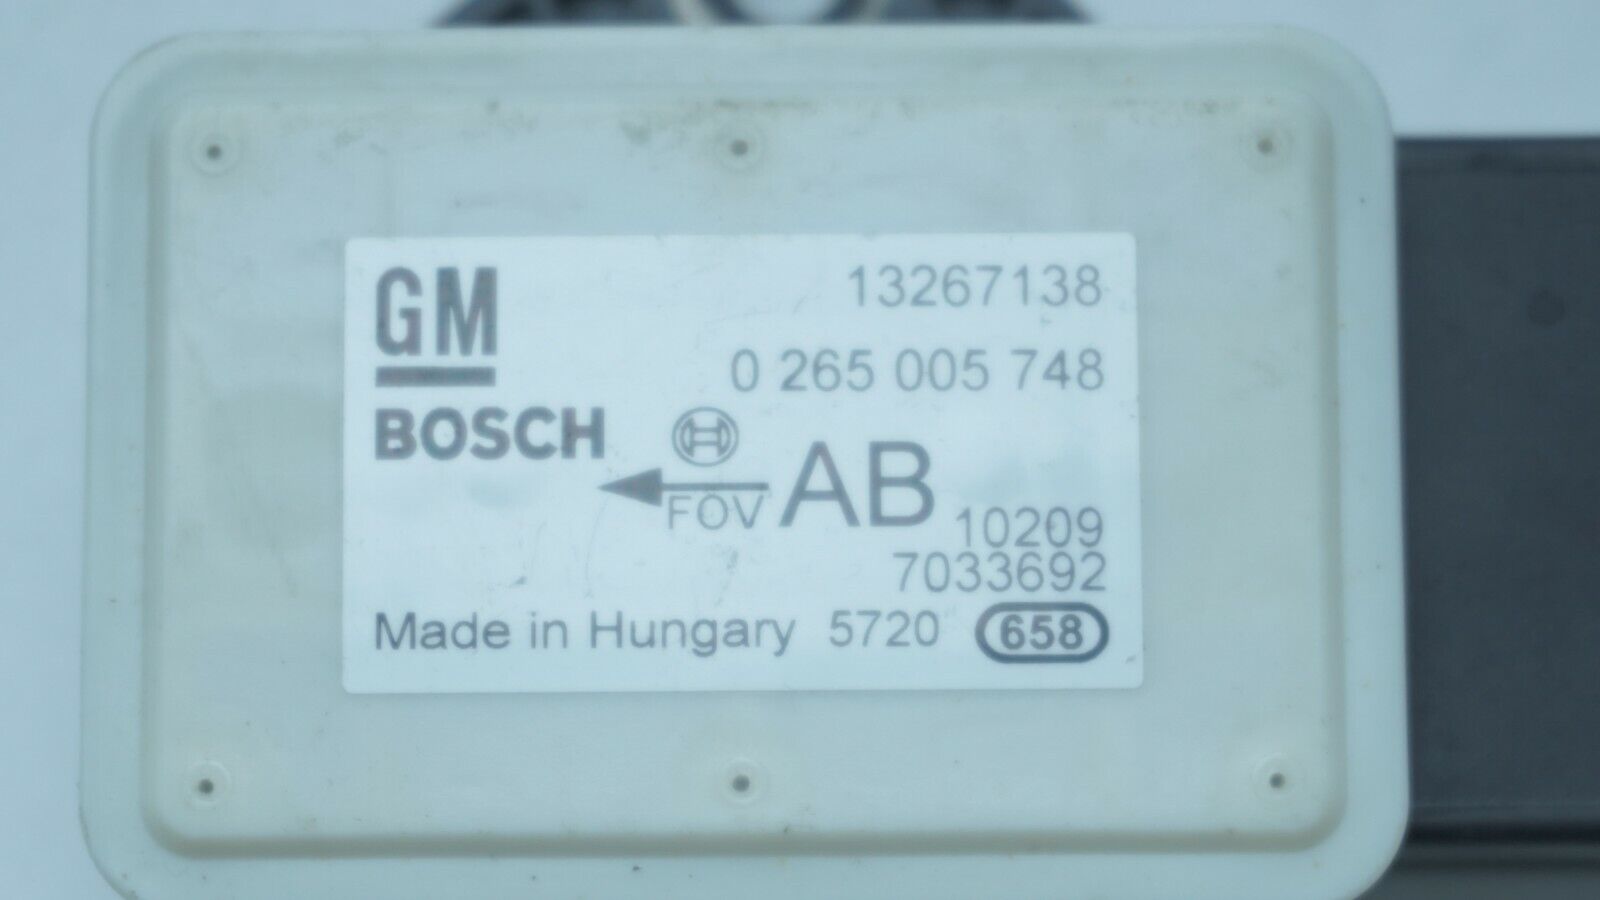 GM 13267138
0 265 005 748
BOSCH
FOV AB
10209
7033692
Made in Hungary 5720 658